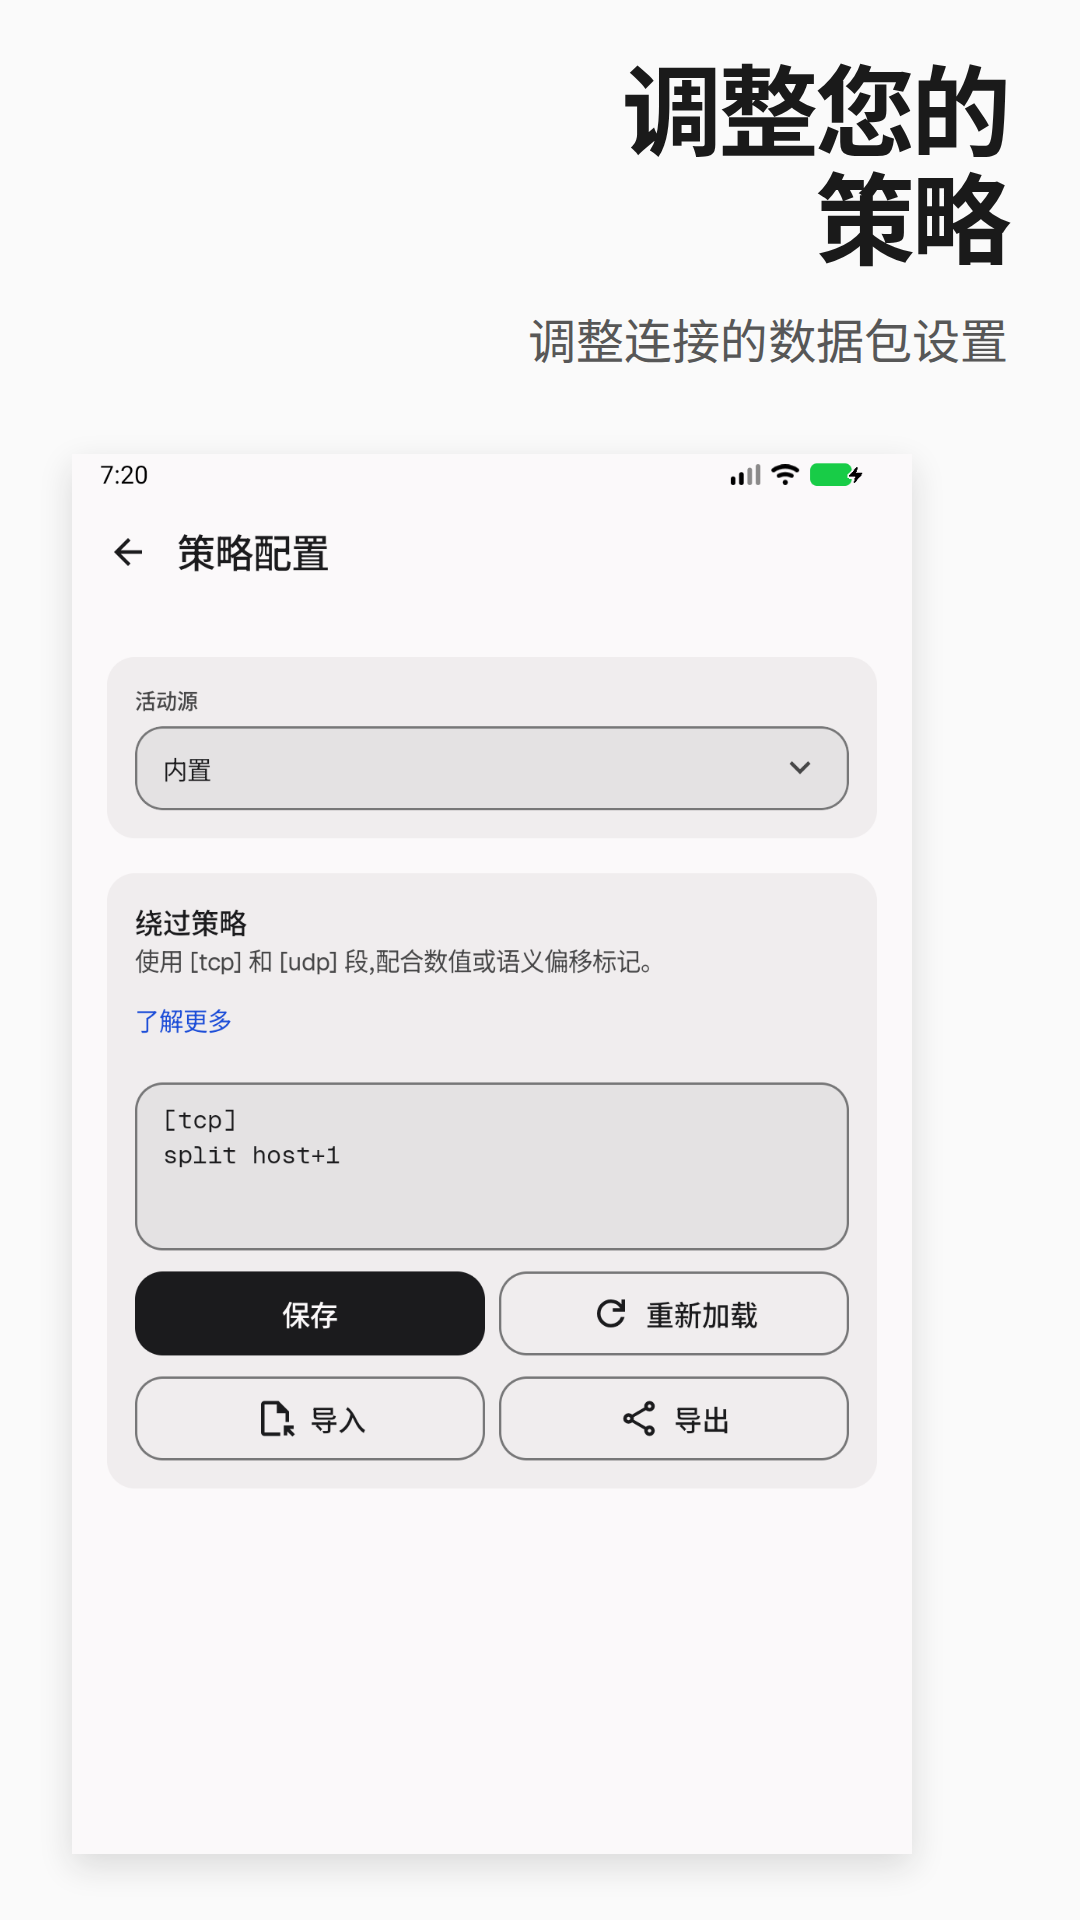 调整您的
策略
调整连接的数据包设置
7:20
策略配置
活动源
内置
绕过策略
使用 [tcp] 和 [udp] 段,配合数值或语义偏移标记。
了解更多
[tcp]
split host+1
保存
重新加载
导入
导出